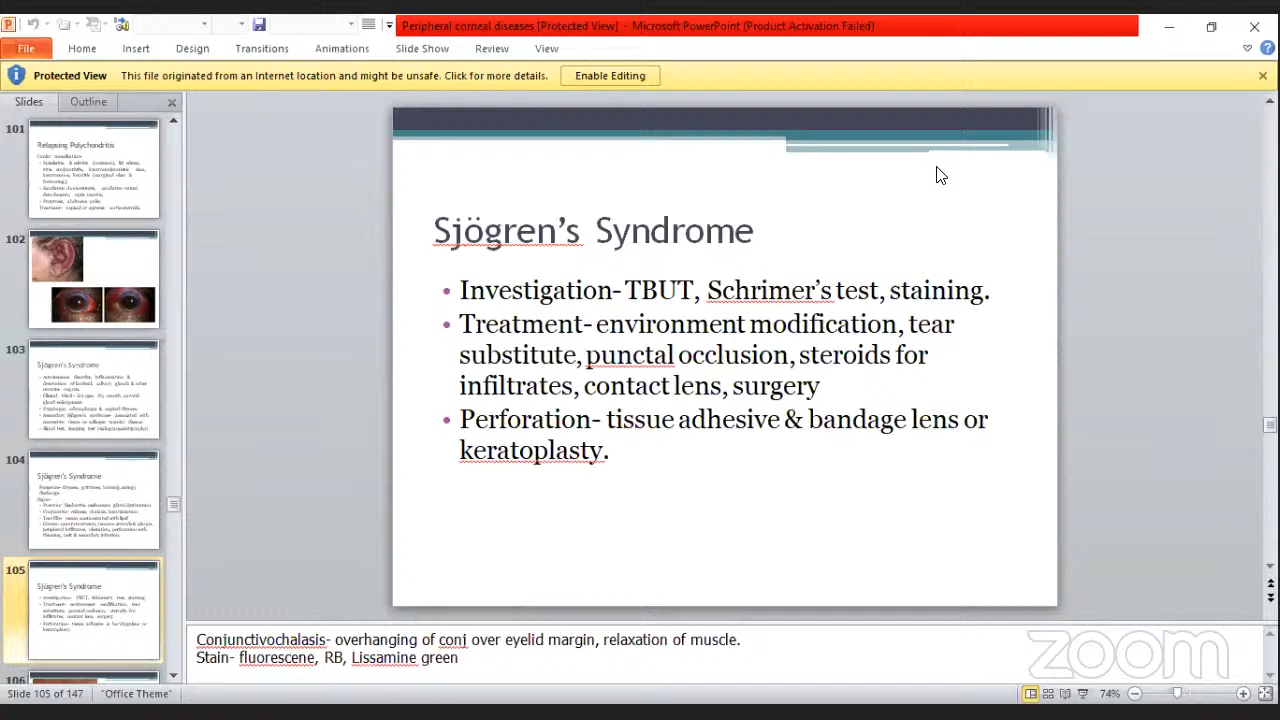 Peripheral corneal diseases [Protected View] - Microsoft PowerPoint (Product Activation Failed)
File Home Insert Design Transitions Animations Slide Show Review View
Protected View This file originated from an Internet location and might be unsafe. Click for more details. Enable Editing
Slides Outline
101
Relapsing Polychondritis
102
103
Sjögren's Syndrome
104
Sjögren's Syndrome
105
Sjögren's Syndrome
Sjögren's Syndrome
• Investigation- TBUT, Schrimer's test, staining.
• Treatment- environment modification, tear
substitute, punctal occlusion, steroids for
infiltrates, contact lens, surgery
• Perforation- tissue adhesive & bandage lens or
keratoplasty.
Conjunctivochalasis- overhanging of conj over eyelid margin, relaxation of muscle.
Stain- fluorescene, RB, Lissamine green
zoom
Slide 105 of 147 "Office Theme" 74%